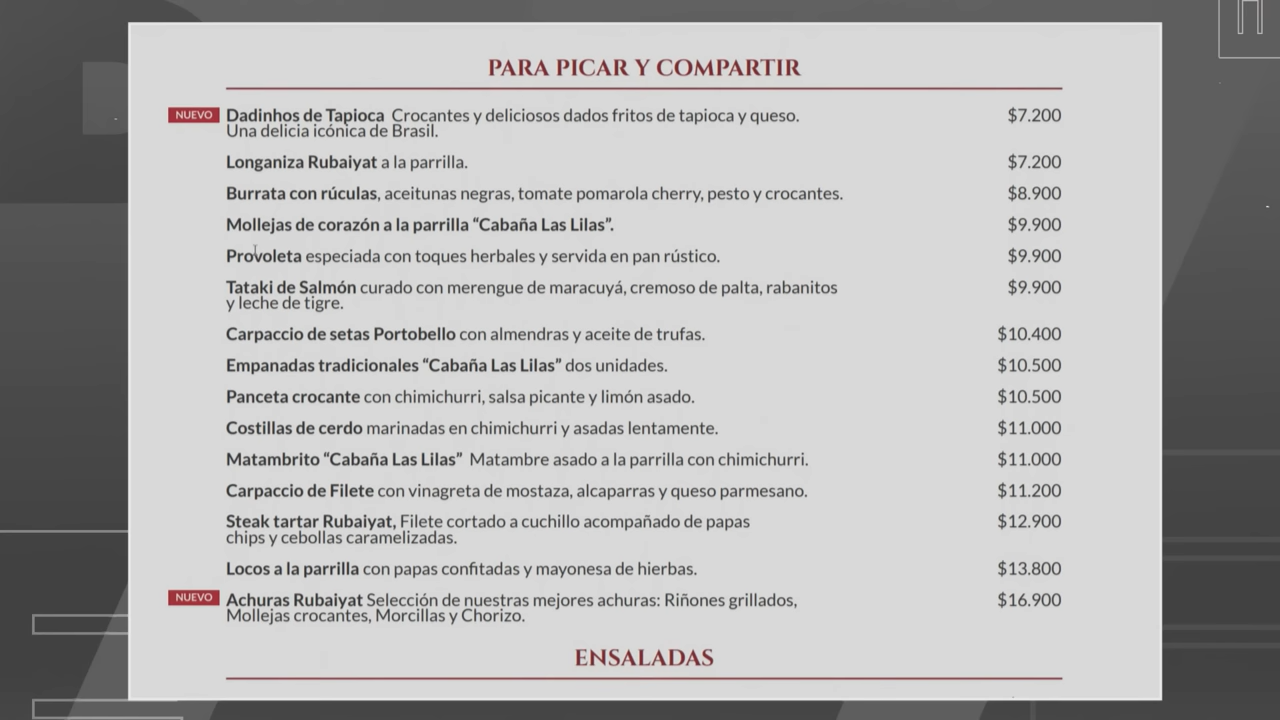 PARA PICAR Y COMPARTIR
NUEVO Dadinhos de Tapioca Crocantes y deliciosos dados fritos de tapioca y queso. $7.200
Una delicia icónica de Brasil.
Longaniza Rubaiyat a la parrilla. $7.200
Burrata con rúculas, aceitunas negras, tomate pomarola cherry, pesto y crocantes. $8.900
Mollejas de corazón a la parrilla “Cabaña Las Lilas”. $9.900
Provoleta especiada con toques herbales y servida en pan rústico. $9.900
Tataki de Salmón curado con merengue de maracuyá, cremoso de palta, rabanitos $9.900
y leche de tigre.
Carpaccio de setas Portobello con almendras y aceite de trufas. $10.400
Empanadas tradicionales “Cabaña Las Lilas” dos unidades. $10.500
Panceta crocante con chimichurri, salsa picante y limón asado. $10.500
Costillas de cerdo marinadas en chimichurri y asadas lentamente. $11.000
Matambrito “Cabaña Las Lilas” Matambre asado a la parrilla con chimichurri. $11.000
Carpaccio de Filete con vinagreta de mostaza, alcaparras y queso parmesano. $11.200
Steak tartar Rubaiyat, Filete cortado a cuchillo acompañado de papas $12.900
chips y cebollas caramelizadas.
Locos a la parrilla con papas confitadas y mayonesa de hierbas. $13.800
NUEVO Achuras Rubaiyat Selección de nuestras mejores achuras: Riñones grillados, $16.900
Mollejas crocantes, Morcillas y Chorizo.
ENSALADAS